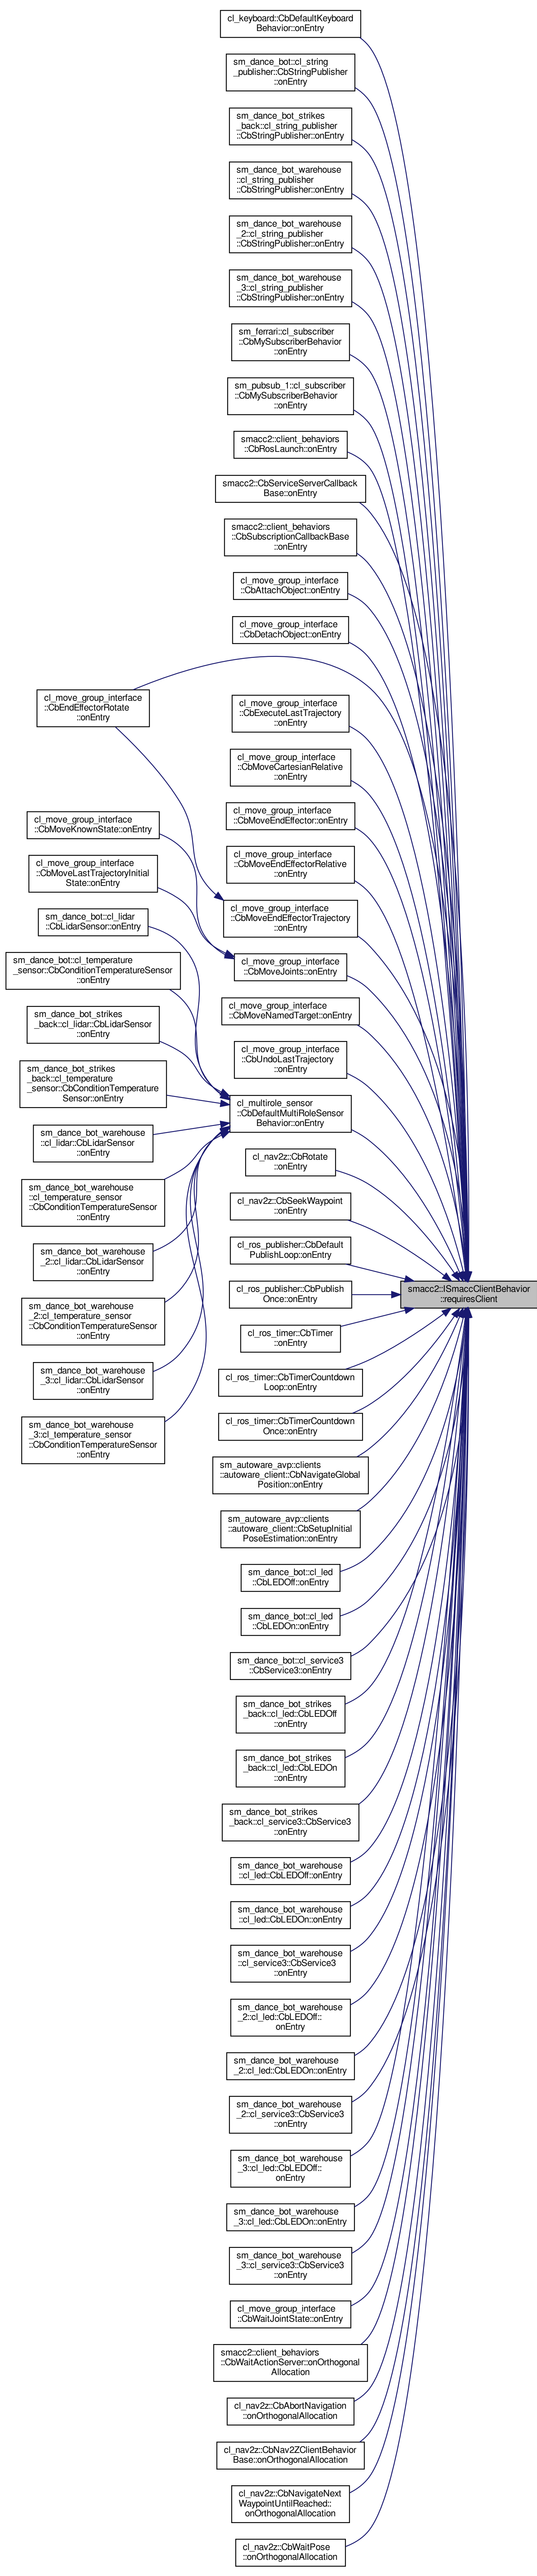 cl_keyboard::CbDefaultKeyboard
Behavior::onEntry
sm_dance_bot::cl_string
_publisher::CbStringPublisher
::onEntry
sm_dance_bot_strikes
_back::cl_string_publisher
::CbStringPublisher::onEntry
sm_dance_bot_warehouse
::cl_string_publisher
::CbStringPublisher::onEntry
sm_dance_bot_warehouse
_2::cl_string_publisher
::CbStringPublisher::onEntry
sm_dance_bot_warehouse
_3::cl_string_publisher
::CbStringPublisher::onEntry
sm_ferrari::cl_subscriber
::CbMySubscriberBehavior
::onEntry
sm_pubsub_1::cl_subscriber
::CbMySubscriberBehavior
::onEntry
smacc2::client_behaviors
::CbRosLaunch::onEntry
smacc2::CbServiceServerCallback
Base::onEntry
smacc2::client_behaviors
::CbSubscriptionCallbackBase
::onEntry
cl_move_group_interface
::CbAttachObject::onEntry
cl_move_group_interface
::CbDetachObject::onEntry
cl_move_group_interface
::CbEndEffectorRotate
::onEntry
cl_move_group_interface
::CbExecuteLastTrajectory
::onEntry
cl_move_group_interface
::CbMoveCartesianRelative
::onEntry
cl_move_group_interface
::CbMoveEndEffector::onEntry
cl_move_group_interface
::CbMoveKnownState::onEntry
cl_move_group_interface
::CbMoveEndEffectorRelative
::onEntry
cl_move_group_interface
::CbMoveLastTrajectoryInitial
State::onEntry
cl_move_group_interface
::CbMoveEndEffectorTrajectory
::onEntry
sm_dance_bot::cl_lidar
::CbLidarSensor::onEntry
cl_move_group_interface
::CbMoveJoints::onEntry
sm_dance_bot::cl_temperature
_sensor::CbConditionTemperatureSensor
::onEntry
cl_move_group_interface
::CbMoveNamedTarget::onEntry
sm_dance_bot_strikes
_back::cl_lidar::CbLidarSensor
::onEntry
cl_move_group_interface
::CbUndoLastTrajectory
::onEntry
sm_dance_bot_strikes
_back::cl_temperature
_sensor::CbConditionTemperature
Sensor::onEntry
cl_multirole_sensor
::CbDefaultMultiRoleSensor
Behavior::onEntry
sm_dance_bot_warehouse
::cl_lidar::CbLidarSensor
::onEntry
cl_nav2z::CbRotate
::onEntry
sm_dance_bot_warehouse
::cl_temperature_sensor
::CbConditionTemperatureSensor
::onEntry
cl_nav2z::CbSeekWaypoint
::onEntry
sm_dance_bot_warehouse
_2::cl_lidar::CbLidarSensor
::onEntry
cl_ros_publisher::CbDefault
PublishLoop::onEntry
smacc2::ISmaccClientBehavior
::requiresClient
cl_ros_publisher::CbPublish
Once::onEntry
sm_dance_bot_warehouse
_2::cl_temperature_sensor
::CbConditionTemperatureSensor
::onEntry
cl_ros_timer::CbTimer
::onEntry
sm_dance_bot_warehouse
_3::cl_lidar::CbLidarSensor
::onEntry
cl_ros_timer::CbTimerCountdown
Loop::onEntry
sm_dance_bot_warehouse
_3::cl_temperature_sensor
::CbConditionTemperatureSensor
::onEntry
cl_ros_timer::CbTimerCountdown
Once::onEntry
sm_autoware_avp::clients
::autoware_client::CbNavigateGlobal
Position::onEntry
sm_autoware_avp::clients
::autoware_client::CbSetupInitial
PoseEstimation::onEntry
sm_dance_bot::cl_led
::CbLEDOff::onEntry
sm_dance_bot::cl_led
::CbLEDOn::onEntry
sm_dance_bot::cl_service3
::CbService3::onEntry
sm_dance_bot_strikes
_back::cl_led::CbLEDOff
::onEntry
sm_dance_bot_strikes
_back::cl_led::CbLEDOn
::onEntry
sm_dance_bot_strikes
_back::cl_service3::CbService3
::onEntry
sm_dance_bot_warehouse
::cl_led::CbLEDOff::onEntry
sm_dance_bot_warehouse
::cl_led::CbLEDOn::onEntry
sm_dance_bot_warehouse
::cl_service3::CbService3
::onEntry
sm_dance_bot_warehouse
_2::cl_led::CbLEDOff::
onEntry
sm_dance_bot_warehouse
_2::cl_led::CbLEDOn::onEntry
sm_dance_bot_warehouse
_2::cl_service3::CbService3
::onEntry
sm_dance_bot_warehouse
_3::cl_led::CbLEDOff::
onEntry
sm_dance_bot_warehouse
_3::cl_led::CbLEDOn::onEntry
sm_dance_bot_warehouse
_3::cl_service3::CbService3
::onEntry
cl_move_group_interface
::CbWaitJointState::onEntry
smacc2::client_behaviors
::CbWaitActionServer::onOrthogonal
Allocation
cl_nav2z::CbAbortNavigation
::onOrthogonalAllocation
cl_nav2z::CbNav2ZClientBehavior
Base::onOrthogonalAllocation
cl_nav2z::CbNavigateNext
WaypointUntilReached::
onOrthogonalAllocation
cl_nav2z::CbWaitPose
::onOrthogonalAllocation